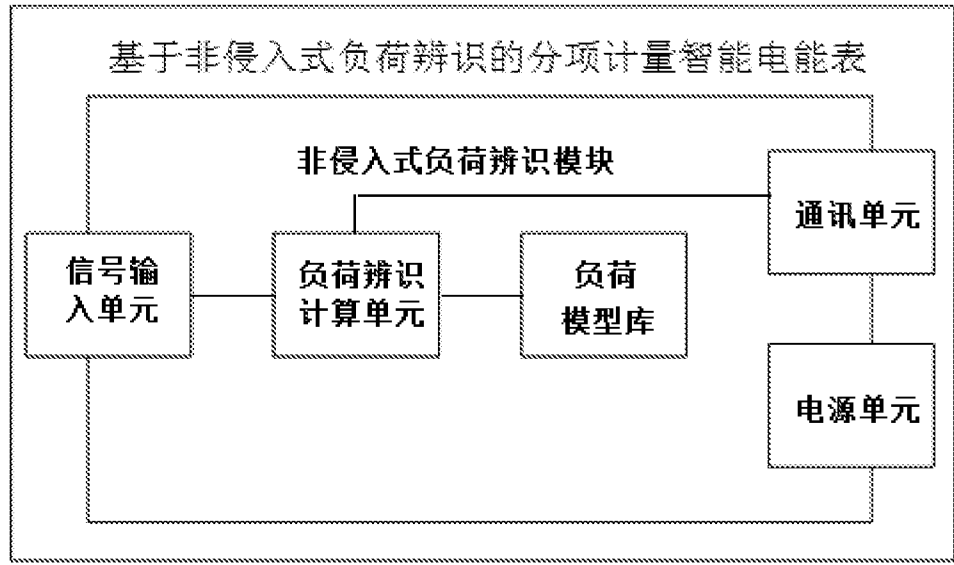 基于非侵入式负荷辨识的分项计量智能电能表
非侵入式负荷辨识模块
通讯单元
信号输
入单元
负荷辨识
计算单元
负荷
模型库
电源单元